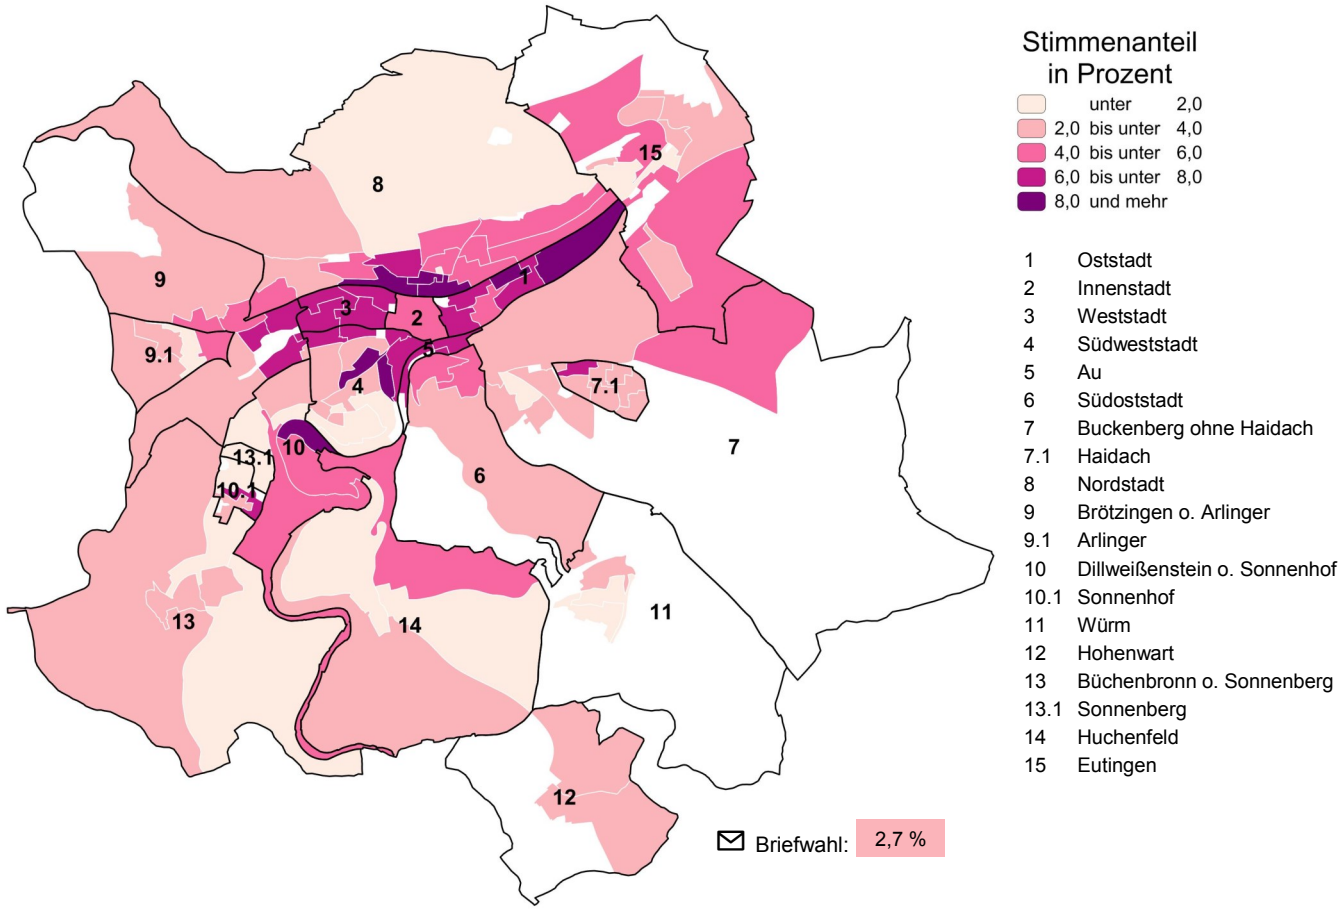 Stimmenanteil
in Prozent
unter 2,0
2,0 bis unter 4,0
4,0 bis unter 6,0
6,0 bis unter 8,0
8,0 und mehr
1 Oststadt
2 Innenstadt
3 Weststadt
4 Südweststadt
5 Au
6 Südoststadt
7 Buckenberg ohne Haidach
7.1 Haidach
8 Nordstadt
9 Brötzingen o. Arlinger
9.1 Arlinger
10 Dillweißenstein o. Sonnenhof
10.1 Sonnenhof
11 Würm
12 Hohenwart
13 Büchenbronn o. Sonnenberg
13.1 Sonnenberg
14 Huchenfeld
15 Eutingen
15
8
9
1
3
2
5
9.1
4
7.1
10
7
13.1
6
10.1
11
13
14
12
Briefwahl: 2,7 %